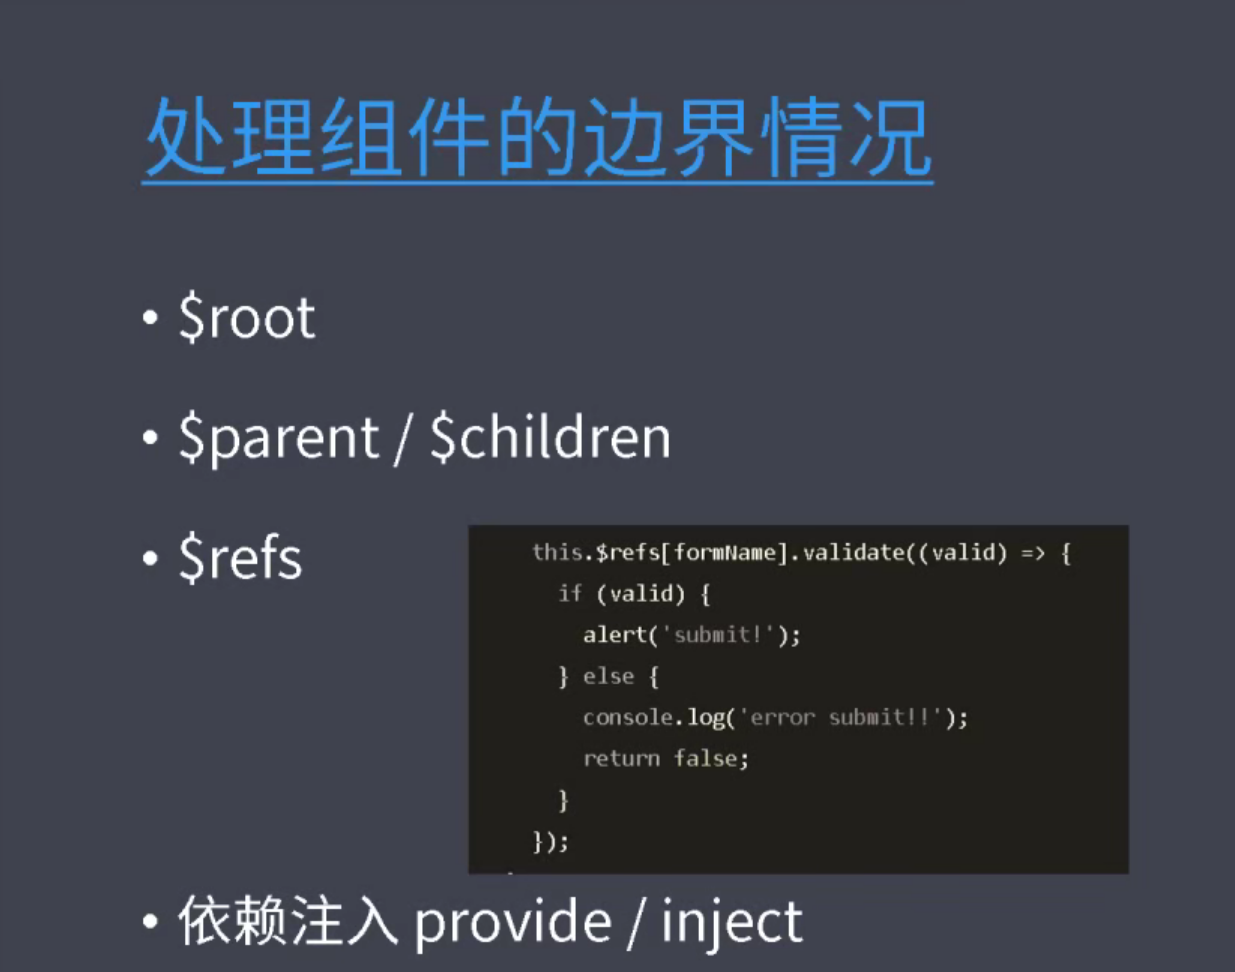 处理组件的边界情况
• $root
• $parent / $children
• $refs
this.$refs[formName].validate((valid) => {
if (valid) {
alert('submit!');
} else {
console.log('error submit!!');
return false;
}
});
• 依赖注入 provide / inject